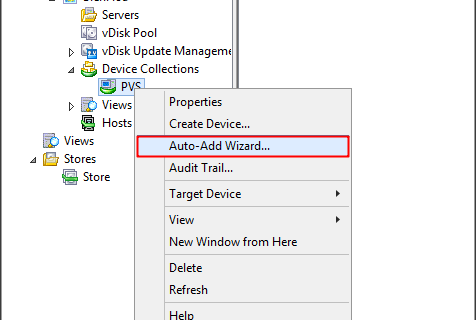 Servers
vDisk Pool
vDisk Update Manageme
Device Collections
PVS
Views
Hosts
Views
Stores
Store
Properties
Create Device...
Auto-Add Wizard...
Audit Trail...
Target Device
View
New Window from Here
Delete
Refresh
Help